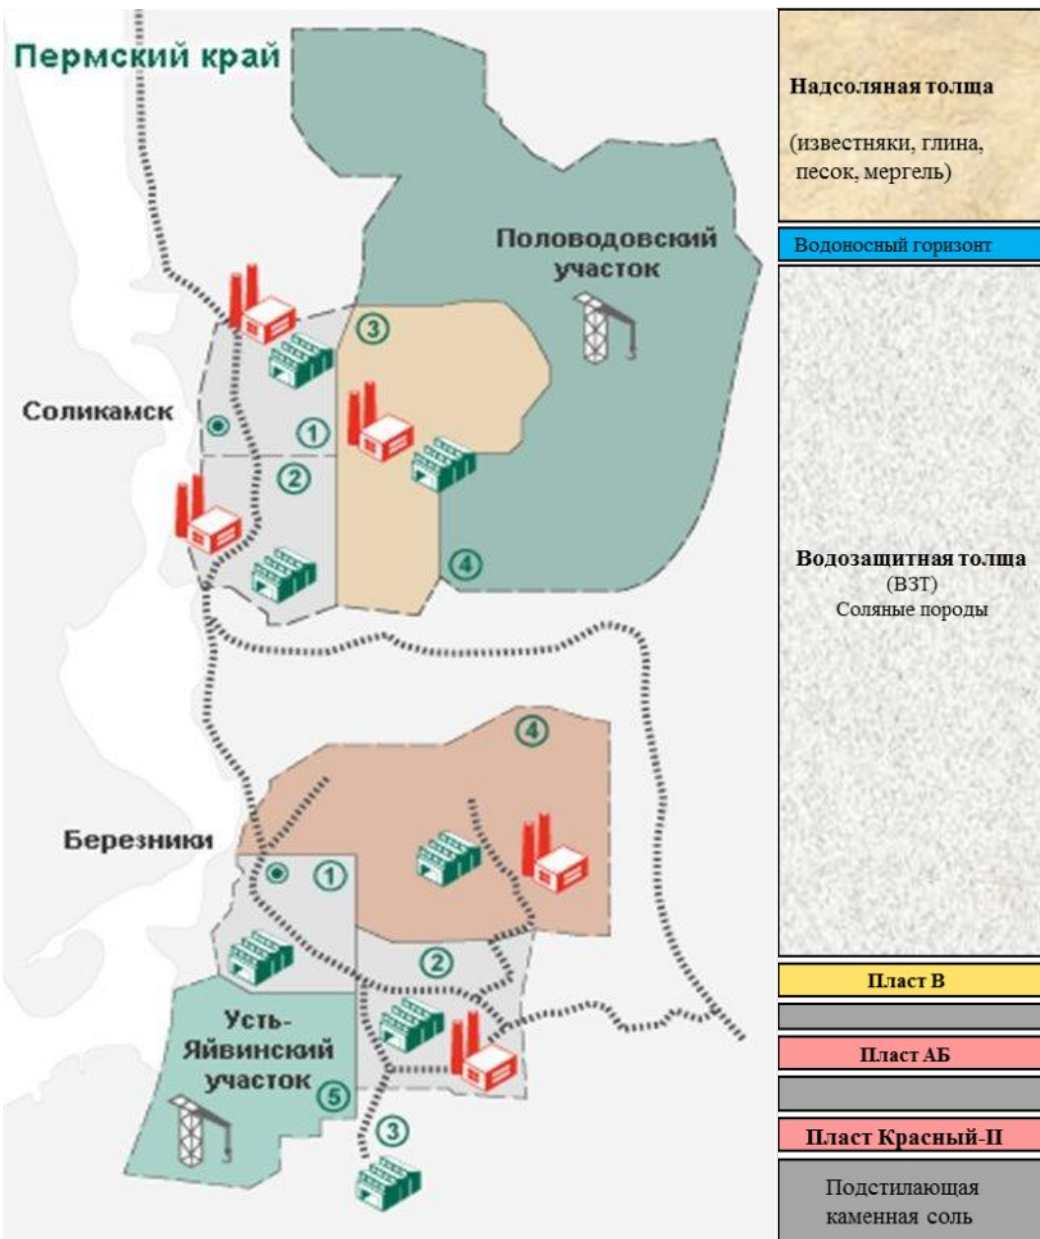 Пермский край
Половодовский
участок
③
Соликамск
①
②
④
④
Березники
①
②
Усть-
Яйвинский
участок
⑤
③
Надсоляная толща
(известняки, глина,
песок, мергель)
Водоносный горизонт
Водозащитная толща
(ВЗТ)
Соляные породы
Пласт В
Пласт АБ
Пласт Красный-II
Подстилающая
каменная соль